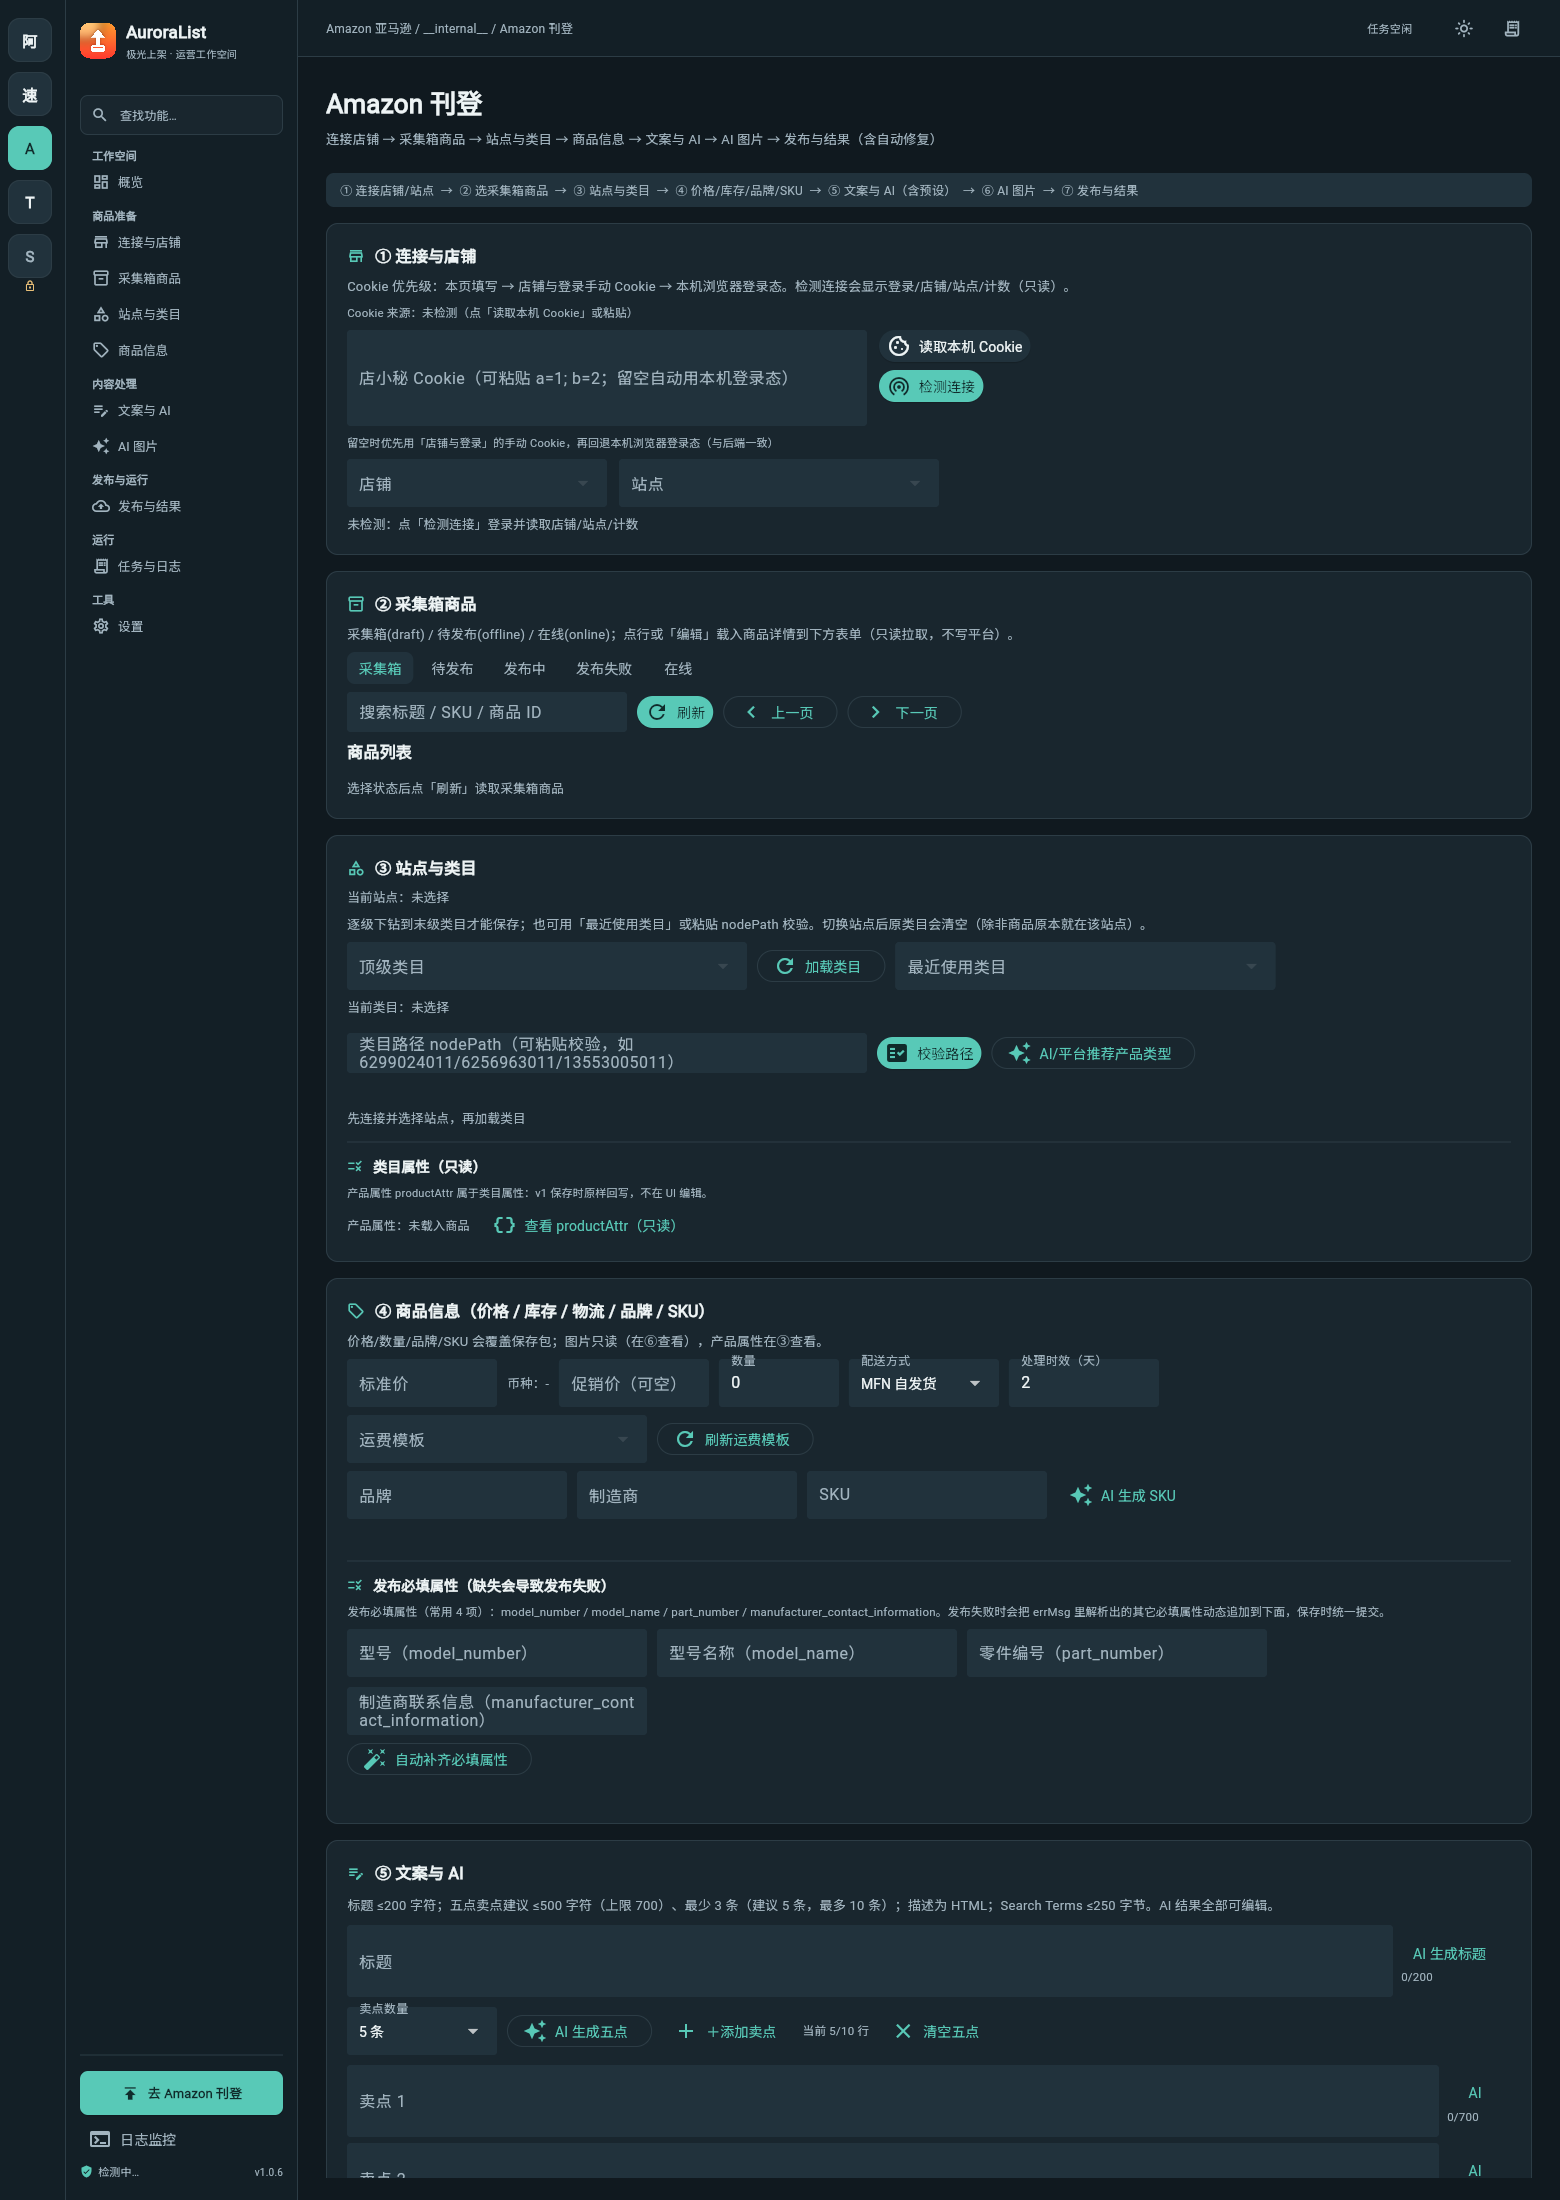 阿
速
A
T
S
AuroraList
极光上架 · 运营工作空间
查找功能...
工作空间
概览
商品准备
连接与店铺
采集箱商品
站点与类目
商品信息
内容处理
文案与 AI
AI 图片
发布与运行
发布与结果
运行
任务与日志
工具
设置
去 Amazon 刊登
日志监控
检测中...
v1.0.6
Amazon 亚马逊 / __internal__ / Amazon 刊登
任务空闲
Amazon 刊登
连接店铺 → 采集箱商品 → 站点与类目 → 商品信息 → 文案与 AI → AI 图片 → 发布与结果（含自动修复）
① 连接店铺/站点 → ② 选采集箱商品 → ③ 站点与类目 → ④ 价格/库存/品牌/SKU → ⑤ 文案与 AI（含预设） → ⑥ AI 图片 → ⑦ 发布与结果
① 连接与店铺
Cookie 优先级：本页填写 → 店铺与登录手动 Cookie → 本机浏览器登录态。检测连接会显示登录/店铺/站点/计数（只读）。
Cookie 来源：未检测（点「读取本机 Cookie」或粘贴）
店小秘 Cookie（可粘贴 a=1; b=2；留空自动用本机登录态）
读取本机 Cookie
检测连接
留空时优先用「店铺与登录」的手动 Cookie，再回退本机浏览器登录态（与后端一致）
店铺
站点
未检测：点「检测连接」登录并读取店铺/站点/计数
② 采集箱商品
采集箱(draft) / 待发布(offline) / 在线(online)；点行或「编辑」载入商品详情到下方表单（只读拉取，不写平台）。
采集箱 待发布 发布中 发布失败 在线
搜索标题 / SKU / 商品 ID
刷新
上一页
下一页
商品列表
选择状态后点「刷新」读取采集箱商品
③ 站点与类目
当前站点：未选择
逐级下钻到末级类目才能保存；也可用「最近使用类目」或粘贴 nodePath 校验。切换站点后原类目会清空（除非商品原本就在该站点）。
顶级类目
加载类目
最近使用类目
当前类目：未选择
类目路径 nodePath（可粘贴校验，如
6299024011/6256963011/13553005011）
校验路径
AI/平台推荐产品类型
先连接并选择站点，再加载类目
类目属性（只读）
产品属性 productAttr 属于类目属性：v1 保存时原样回写，不在 UI 编辑。
产品属性：未载入商品
查看 productAttr（只读）
④ 商品信息（价格 / 库存 / 物流 / 品牌 / SKU）
价格/数量/品牌/SKU 会覆盖保存包；图片只读（在⑥查看），产品属性在③查看。
标准价
币种：-
促销价（可空）
数量
0
配送方式
MFN 自发货
处理时效（天）
2
运费模板
刷新运费模板
品牌
制造商
SKU
AI 生成 SKU
发布必填属性（缺失会导致发布失败）
发布必填属性（常用 4 项）：model_number / model_name / part_number / manufacturer_contact_information。发布失败时会把 errMsg 里解析出的其它必填属性动态追加到下面，保存时统一提交。
型号（model_number）
型号名称（model_name）
零件编号（part_number）
制造商联系信息（manufacturer_cont
act_information）
自动补齐必填属性
⑤ 文案与 AI
标题 ≤200 字符；五点卖点建议 ≤500 字符（上限 700）、最少 3 条（建议 5 条，最多 10 条）；描述为 HTML；Search Terms ≤250 字节。AI 结果全部可编辑。
标题
AI 生成标题
0/200
卖点数量
5 条
AI 生成五点
＋添加卖点
当前 5/10 行
清空五点
卖点 1
AI
0/700
卖点 2
AI